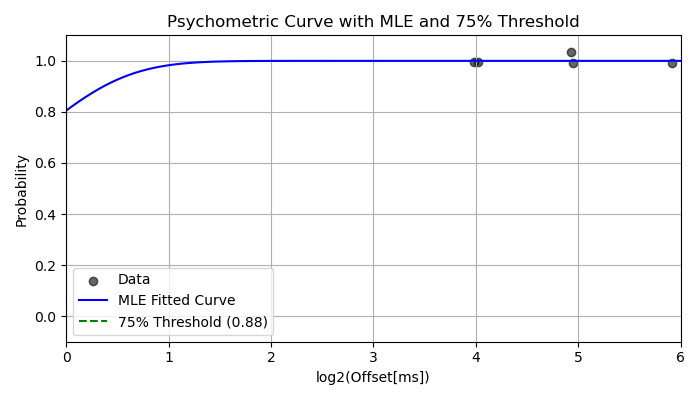 Psychometric Curve with MLE and 75% Threshold
Probability
1.0
0.8
0.6
0.4
0.2
0.0
Data
MLE Fitted Curve
75% Threshold (0.88)
0 1 2 3 4 5 6
log2(Offset[ms])